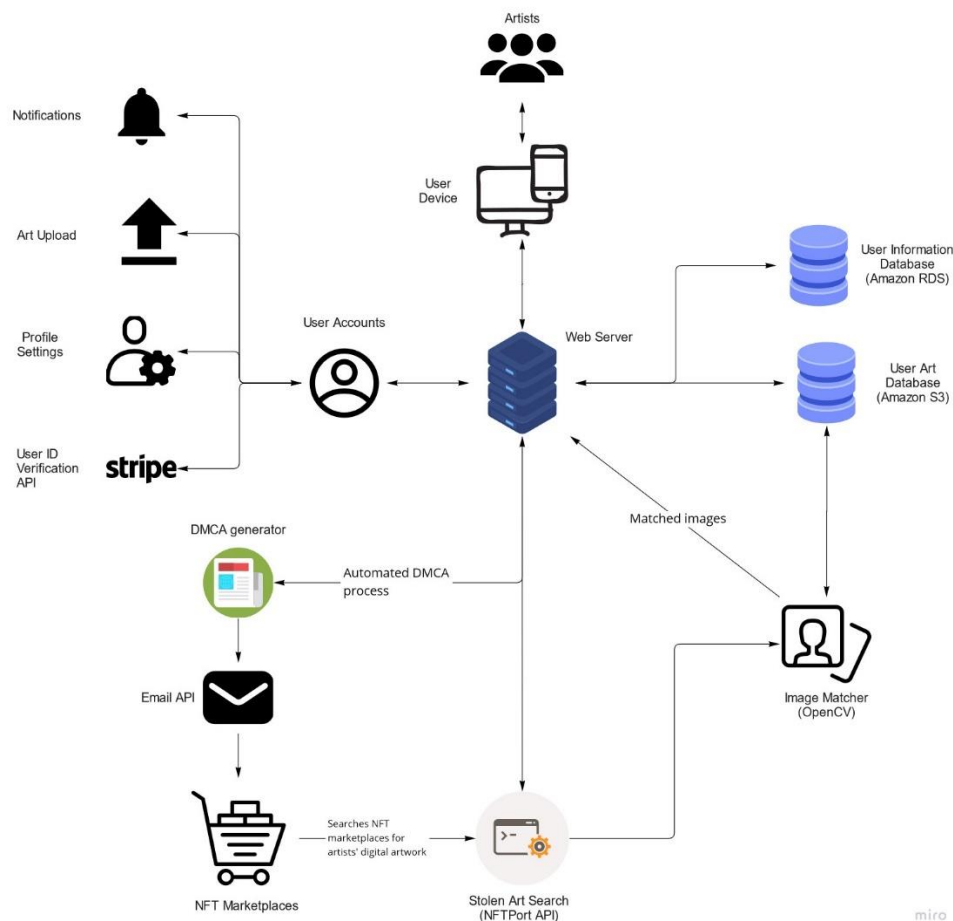 Artists
Notifications
User
Device
Art Upload
User Information
Database
(Amazon RDS)
User Accounts
Web Server
Profile
Settings
User Art
Database
(Amazon S3)
User ID
Verification
API
stripe
Matched images
DMCA generator
Automated DMCA
process
Email API
Image Matcher
(OpenCV)
Searches NFT
marketplaces for
artists' digital artwork
NFT Marketplaces
Stolen Art Search
(NFTPort API)
miro